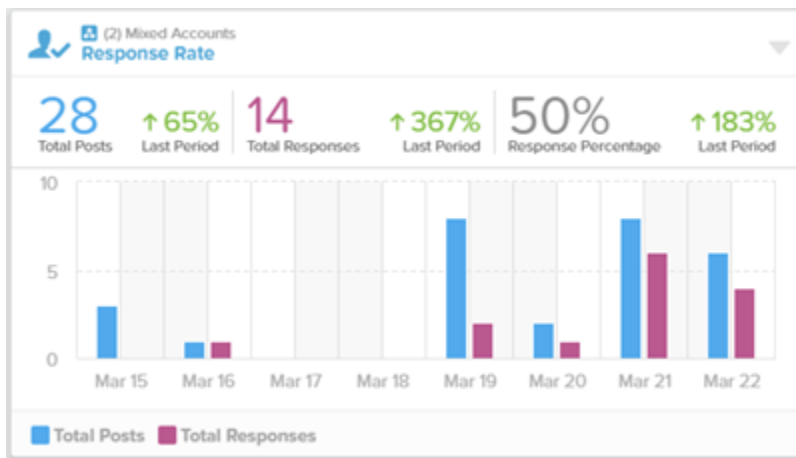 (2) Mixed Accounts
Response Rate
28 ↑ 65% 14 ↑ 367% 50% ↑ 183%
Total Posts Last Period Total Responses Last Period Response Percentage Last Period
10
5
0
Mar 15 Mar 16 Mar 17 Mar 18 Mar 19 Mar 20 Mar 21 Mar 22
Total Posts Total Responses